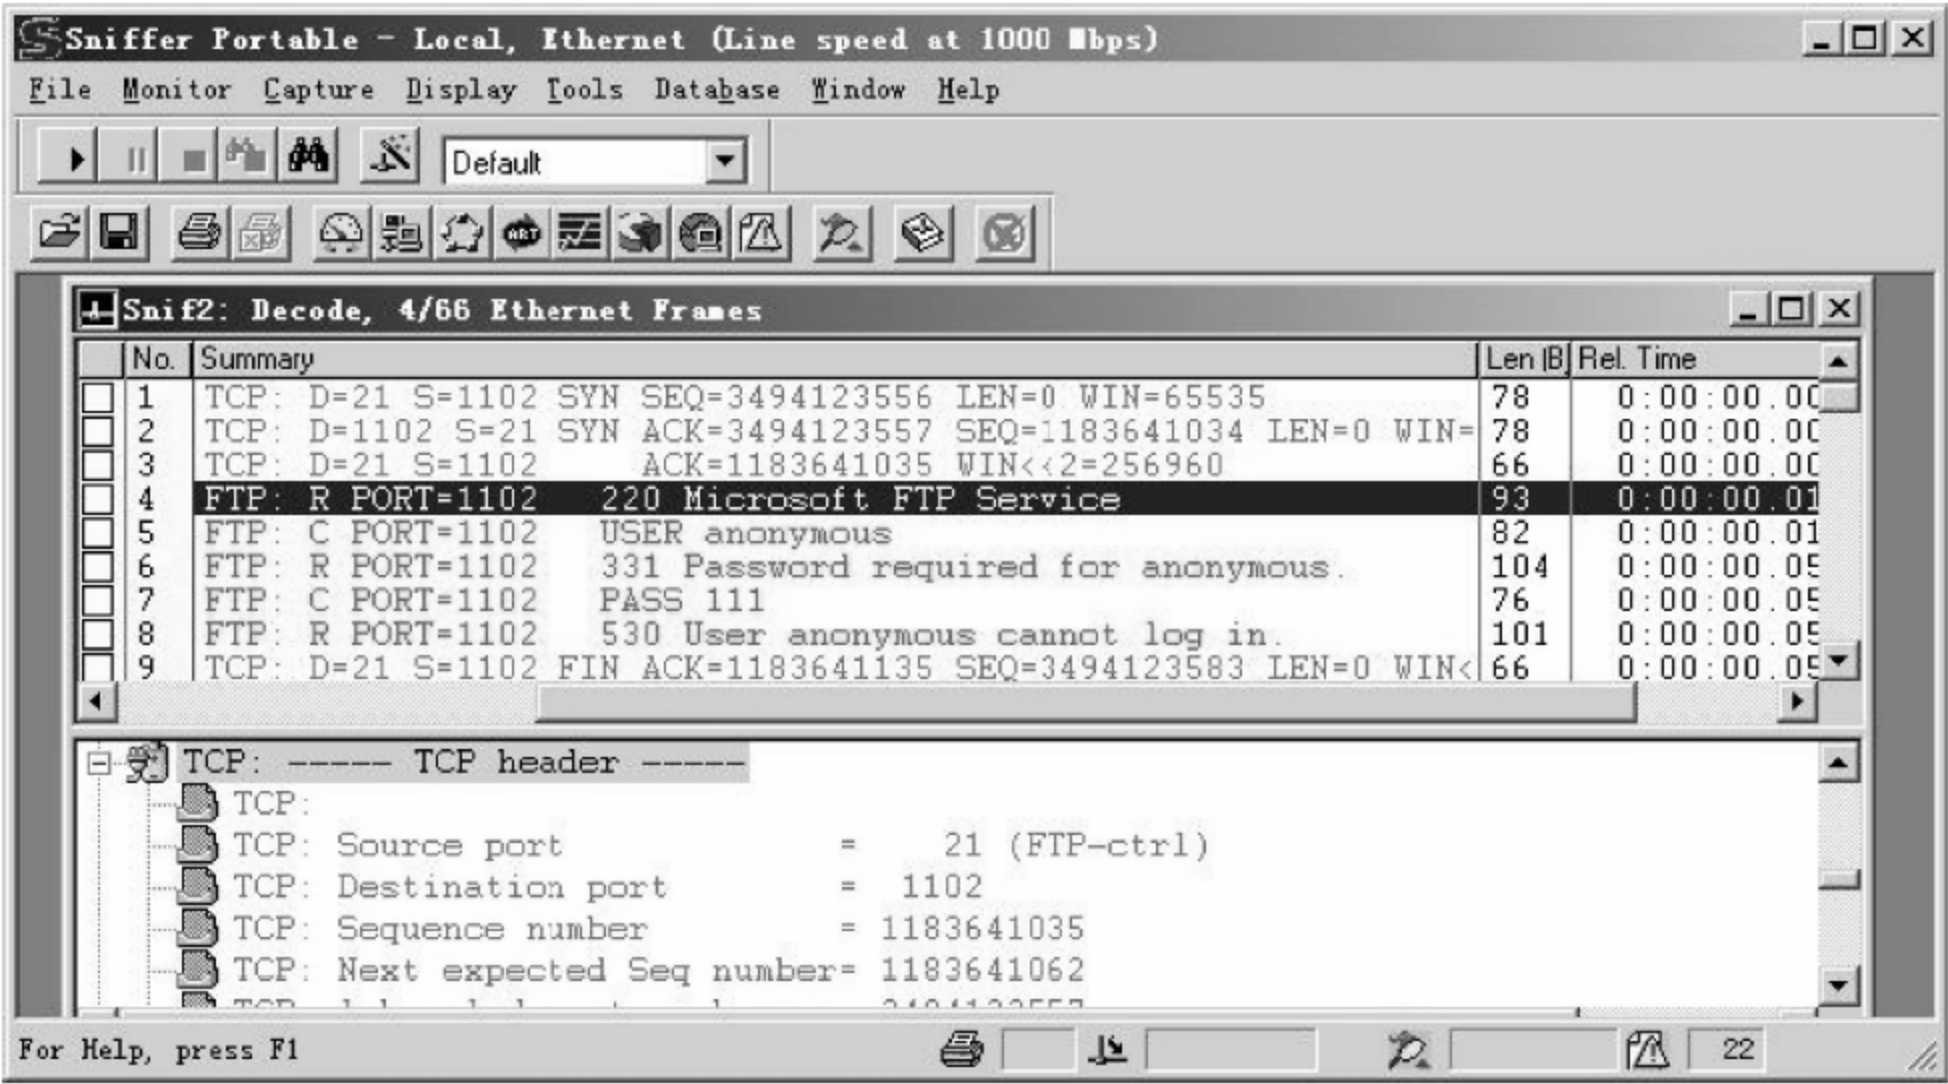 Sniffer Portable - Local, Ethernet (Line speed at 1000 Mbps)
File Monitor Capture Display Tools Database Window Help
Default
Snif2: Decode, 4/66 Ethernet Frames
No. Summary Len (B) Rel. Time
1 TCP: D=21 S=1102 SYN SEQ=3494123556 LEN=0 WIN=65535 78 0:00:00.00
2 TCP: D=1102 S=21 SYN ACK=3494123557 SEQ=1183641034 LEN=0 WIN= 78 0:00:00.00
3 TCP: D=21 S=1102 ACK=1183641035 WIN<<2=256960 66 0:00:00.00
4 FTP: R PORT=1102 220 Microsoft FTP Service 93 0:00:00.01
5 FTP: C PORT=1102 USER anonymous 82 0:00:00.01
6 FTP: R PORT=1102 331 Password required for anonymous. 104 0:00:00.05
7 FTP: C PORT=1102 PASS 111 76 0:00:00.05
8 FTP: R PORT=1102 530 User anonymous cannot log in. 101 0:00:00.05
9 TCP: D=21 S=1102 FIN ACK=1183641135 SEQ=3494123583 LEN=0 WIN< 66 0:00:00.05
TCP: ----- TCP header -----
TCP:
TCP: Source port = 21 (FTP-ctrl)
TCP: Destination port = 1102
TCP: Sequence number = 1183641035
TCP: Next expected Seq number= 1183641062
For Help, press F1 22